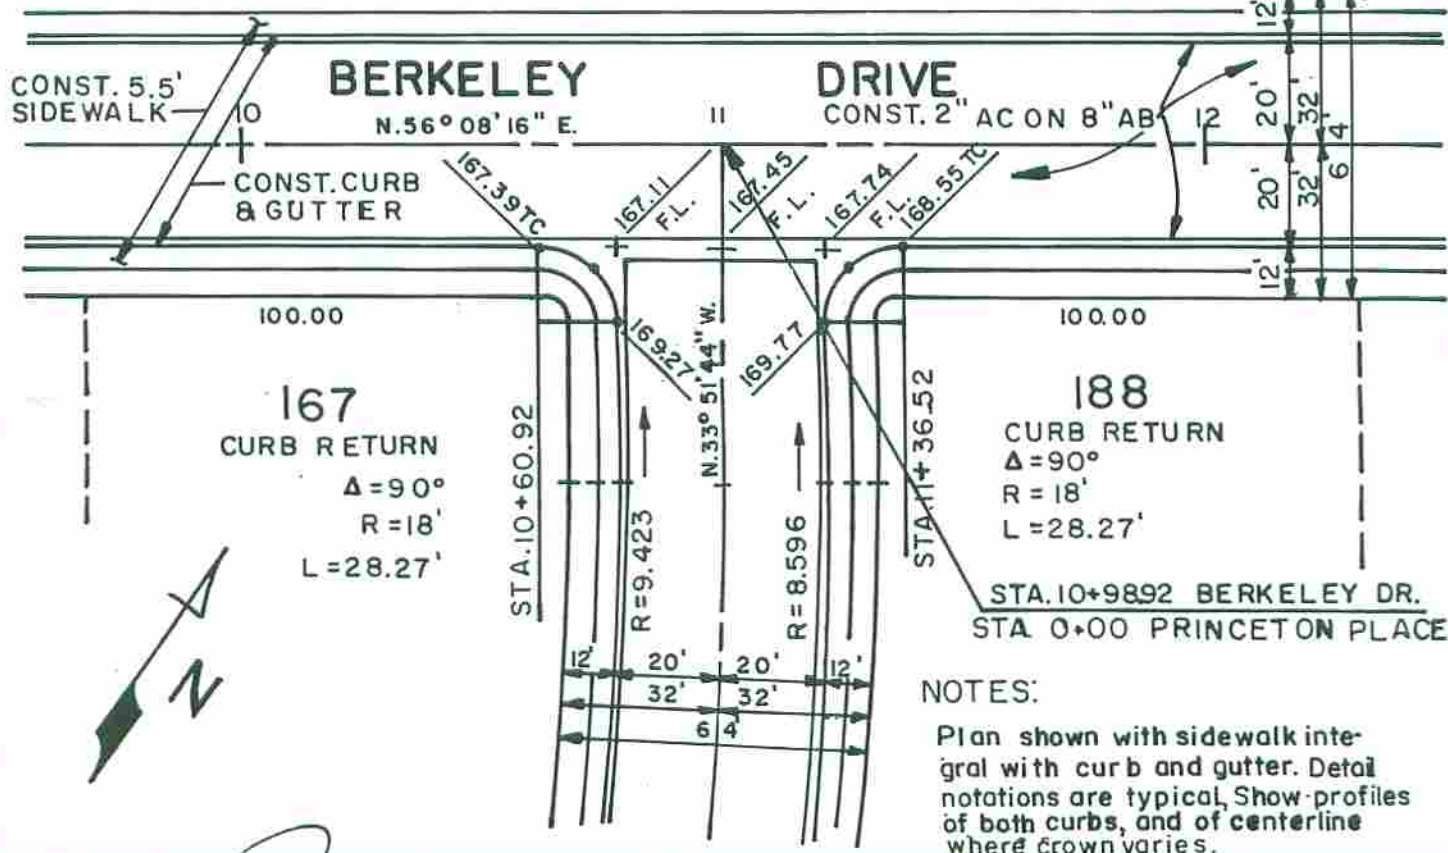 12'
CONST. 5.5'
SIDEWALK
BERKELEY DRIVE
CONST. 2" AC ON 8" AB
10
N. 56° 08' 16" E.
11
12
20'
32'
64'
20'
32'
12'
CONST. CURB
& GUTTER
167.39 TC
167.11
F.L.
167.45
F.L.
167.74
F.L.
168.55 TC
100.00
100.00
169.27'
N. 33° 51' 44" W.
169.77
167
CURB RETURN
Δ = 90°
R = 18'
L = 28.27'
STA. 10+60.92
R = 9.423
R = 8.596
STA. 11+36.52
188
CURB RETURN
Δ = 90°
R = 18'
L = 28.27'
STA. 10+98.92 BERKELEY DR.
STA 0+00 PRINCETON PLACE
N
12' 20' 20' 12'
32' 32'
64
NOTES:
Plan shown with sidewalk inte-
gral with curb and gutter. Detail
notations are typical, Show profiles
of both curbs, and of centerline
where crown varies.